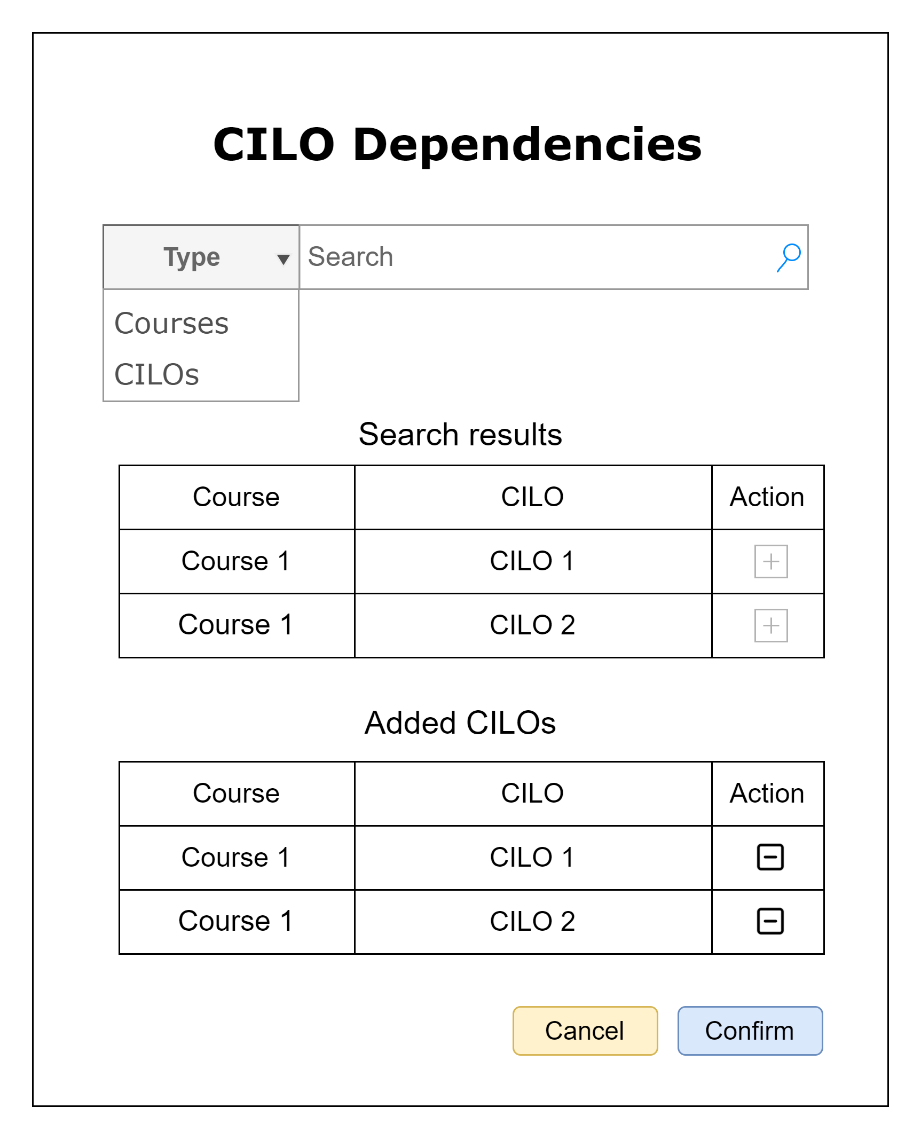 CILO Dependencies
Type Search
Courses
CILOs
Search results
Course CILO Action
Course 1 CILO 1
Course 1 CILO 2
Added CILOs
Course CILO Action
Course 1 CILO 1
Course 1 CILO 2
Cancel Confirm